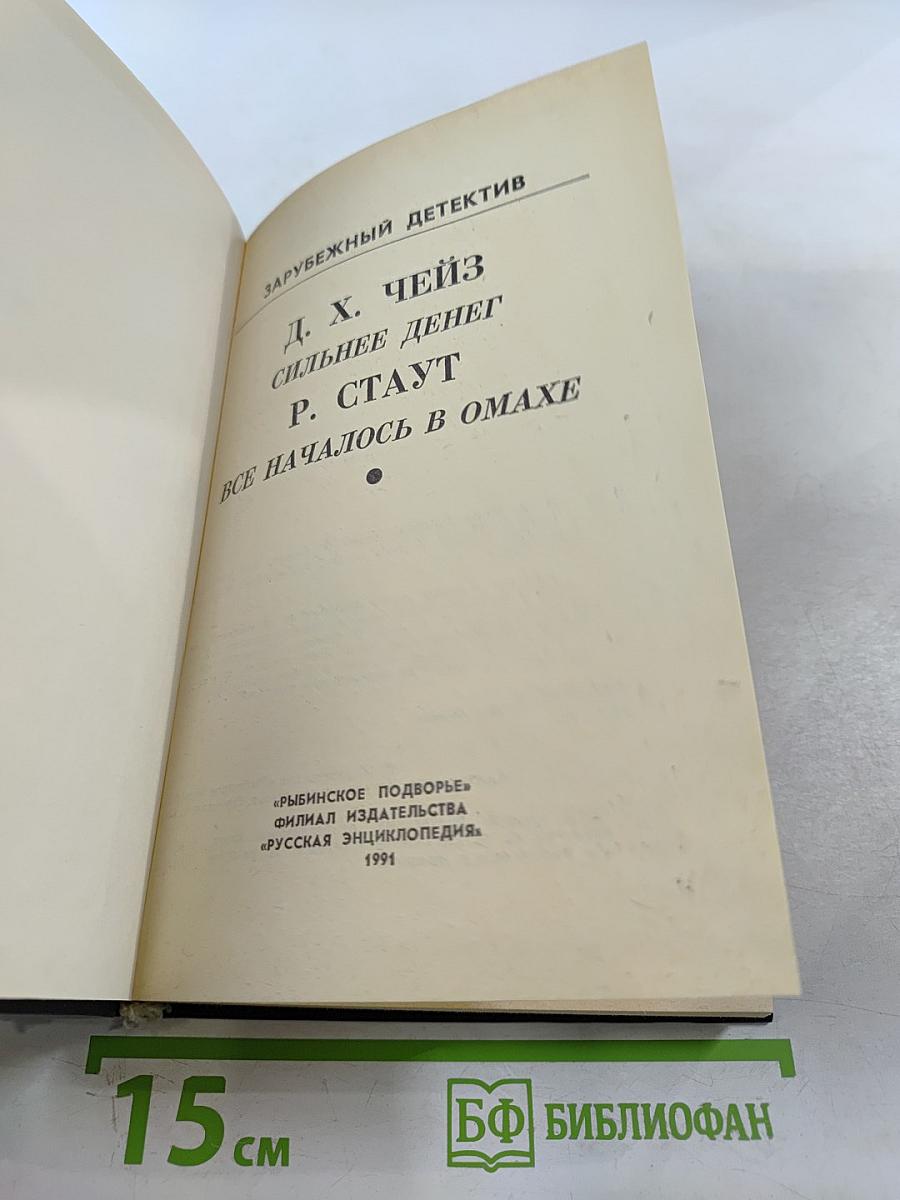 ЗАРУБЕЖНЫЙ ДЕТЕКТИВ
Д. Х. ЧЕЙЗ
СИЛЬНЕЕ ДЕНЕГ
Р. СТАУТ
ВСЕ НАЧАЛОСЬ В ОМАХЕ
«РЫБИНСКОЕ ПОДВОРЬЕ»
ФИЛИАЛ ИЗДАТЕЛЬСТВА
«РУССКАЯ ЭНЦИКЛОПЕДИЯ»
1991
15 см
БФ БИБЛИОФАН